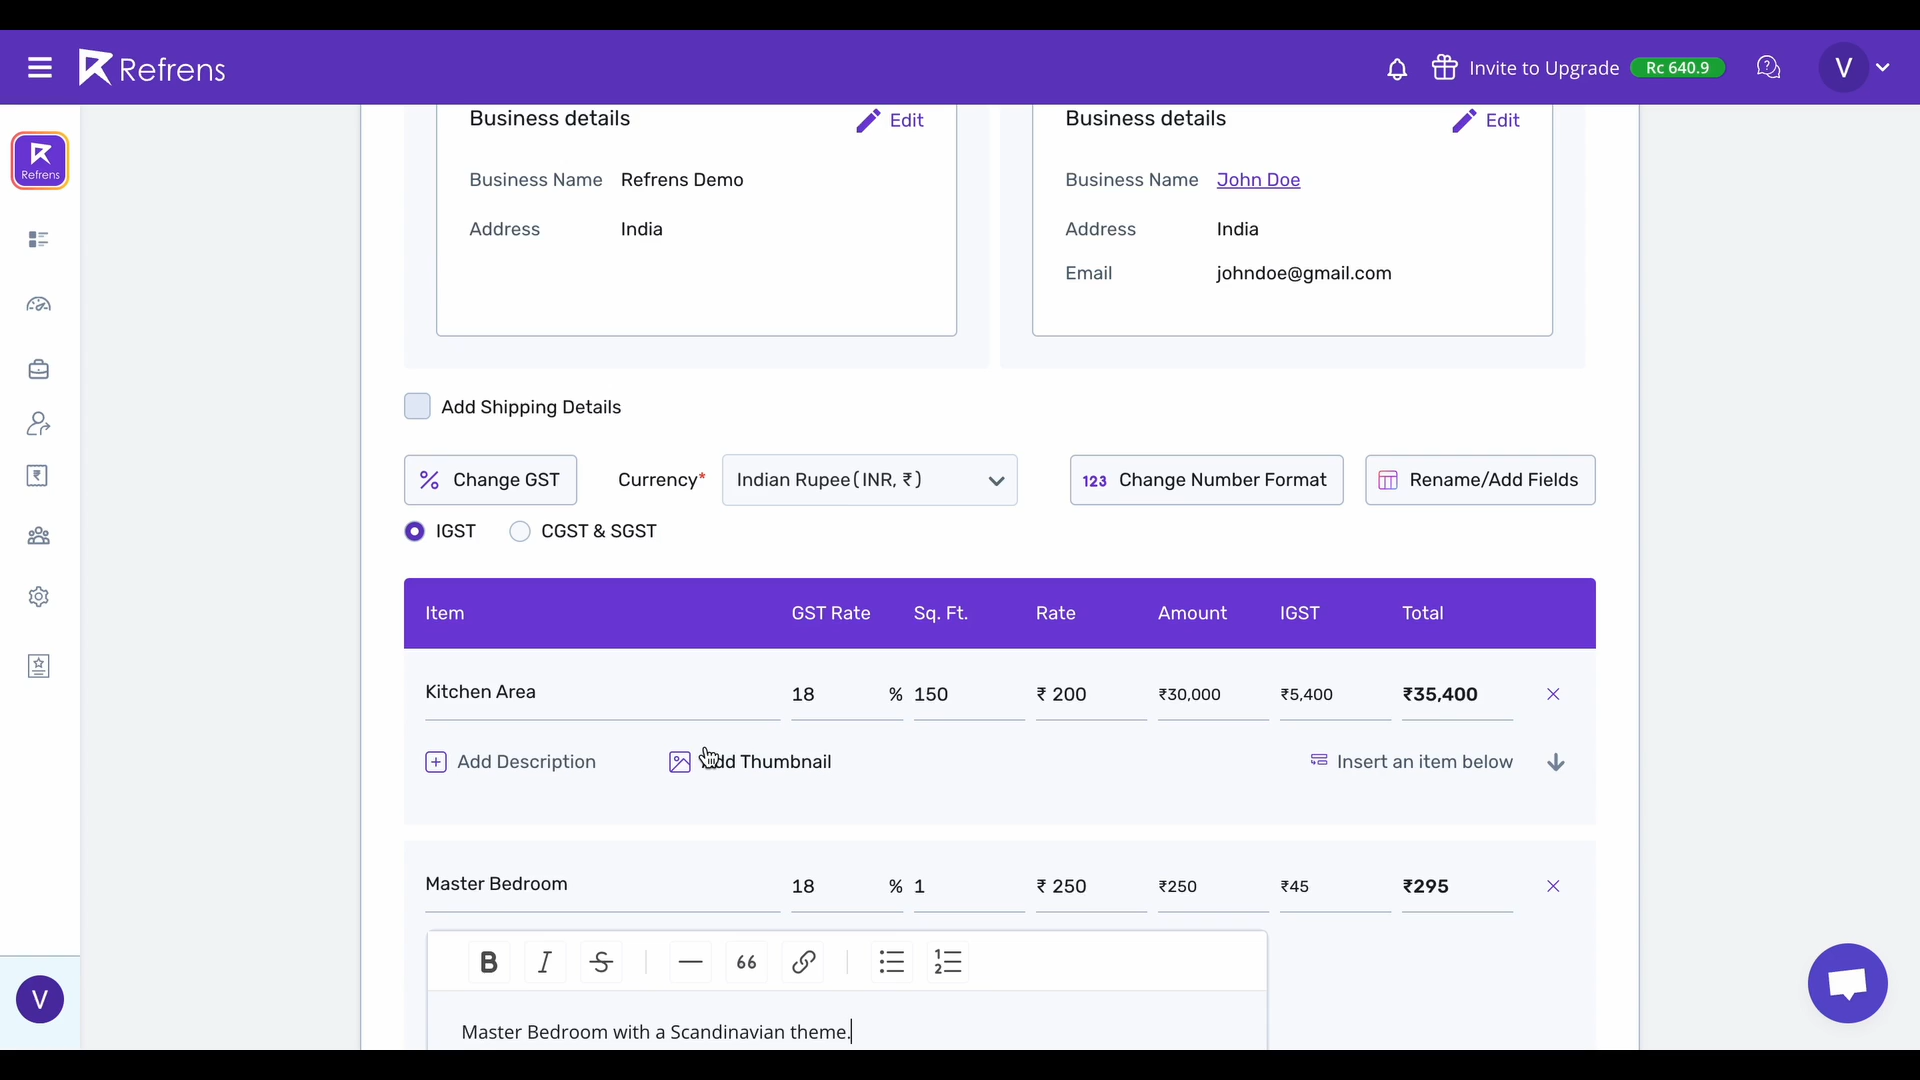 Refrens
Invite to Upgrade Rc 640.9 V
Refrens
Business details Edit
Business Name Refrens Demo
Address India
Business details Edit
Business Name John Doe
Address India
Email johndoe@gmail.com
Add Shipping Details
% Change GST Currency* Indian Rupee (INR, ₹) 123 Change Number Format Rename/Add Fields
IGST CGST & SGST
Item GST Rate Sq. Ft. Rate Amount IGST Total
Kitchen Area 18 % 150 ₹ 200 ₹30,000 ₹5,400 ₹35,400
Add Description Add Thumbnail Insert an item below
Master Bedroom 18 % 1 ₹ 250 ₹250 ₹45 ₹295
B I S 66
Master Bedroom with a Scandinavian theme.
V